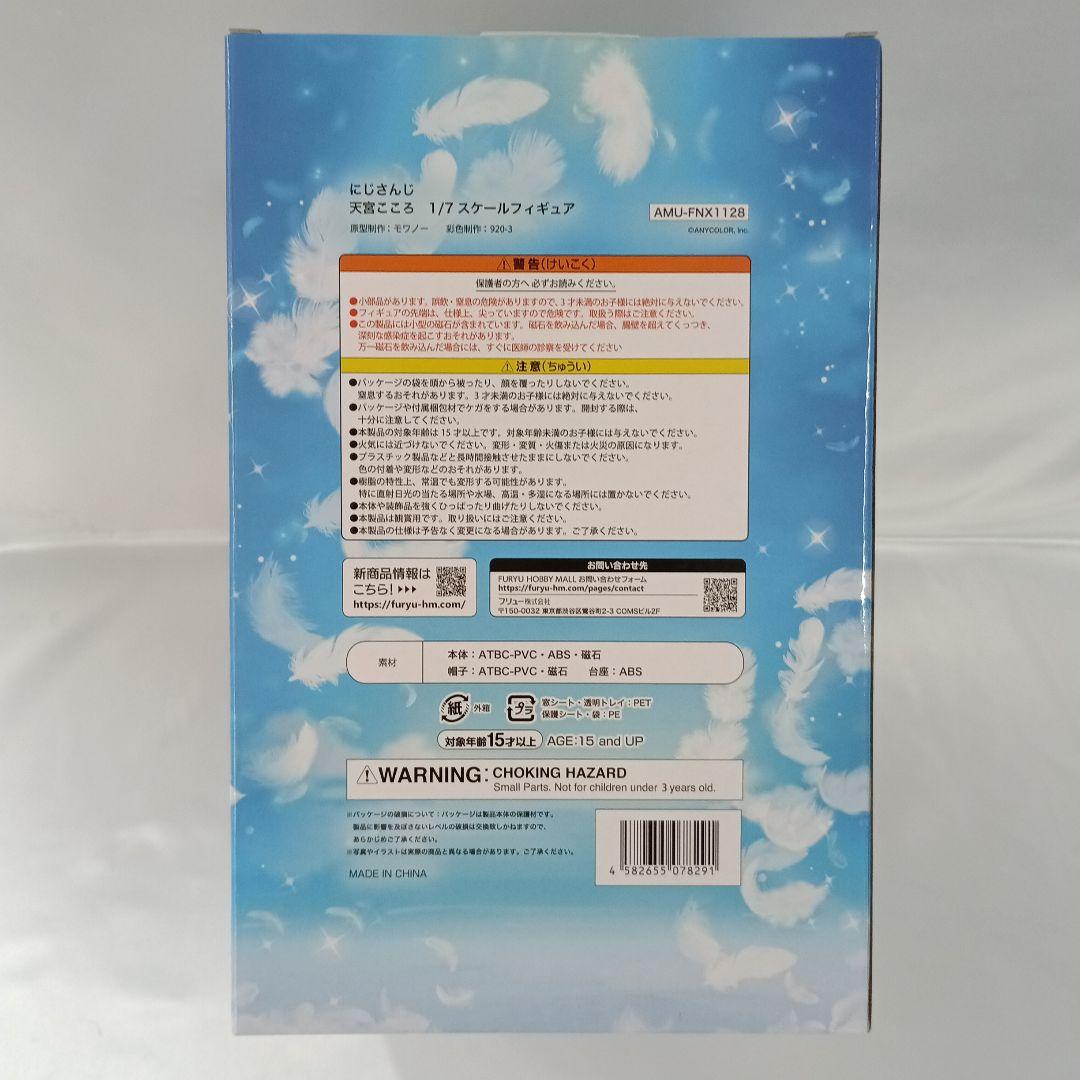 にじさんじ
天宮こころ 1/7スケールフィギュア
原型制作：モワノー 彩色制作：920-3
AMU-FNX1128
©ANYCOLOR, Inc.
⚠警告(けいこく)
保護者の方へ 必ずお読みください。
●小部品があります。誤飲・窒息の危険がありますので、3才未満のお子様には絶対に与えないでください。
●フィギュアの先端は、仕様上、尖っていますので危険です。取扱う際はご注意ください。
●この製品には小型の磁石が含まれています。磁石を飲み込んだ場合、腸壁を超えてくっつき、
深刻な感染症を起こすおそれがあります。
万一磁石を飲み込んだ場合には、すぐに医師の診察を受けてください
⚠注意(ちゅうい)
●パッケージの袋を頭から被ったり、顔を覆ったりしないでください。
窒息するおそれがあります。3才未満のお子様には絶対に与えないでください。
●パッケージや付属梱包材でケガをする場合があります。開封する際は、
十分に注意してください。
●本製品の対象年齢は15才以上です。対象年齢未満のお子様には与えないでください。
●火気には近づけないでください。変形・変質・火傷または火災の原因になります。
●プラスチック製品などと長時間接触させたままにしないでください。
色の付着や変形などのおそれがあります。
●樹脂の特性上、常温でも変形する可能性があります。
特に直射日光の当たる場所や水場、高温・多湿になる場所には置かないでください。
●本体や装飾品を強くひっぱったり曲げたりしないでください。
●本製品は観賞用です。取り扱いにはご注意ください。
●本製品の仕様は予告なく変更になる場合があります。ご了承ください。
新商品情報は
こちら！▶▶▶
https://furyu-hm.com/
お問い合わせ先
FURYU HOBBY MALL お問い合わせフォーム
https://furyu-hm.com/pages/contact
フリュー株式会社
〒150-0032 東京都渋谷区鶯谷町2-3 COMSビル2F
素材
本体：ATBC-PVC・ABS・磁石
帽子：ATBC-PVC・磁石 台座：ABS
紙 外箱
プラ 窓シート・透明トレイ：PET
保護シート・袋：PE
対象年齢15才以上 AGE:15 and UP
⚠WARNING: CHOKING HAZARD
Small Parts. Not for children under 3 years old.
※パッケージの破損について：パッケージは製品本体の保護材です。
製品に影響を及ぼさないレベルの破損は交換致しかねますので、
あらかじめご了承ください。
※写真やイラストは実際の商品と異なる場合があります。ご了承ください。
MADE IN CHINA
4 582655 078291